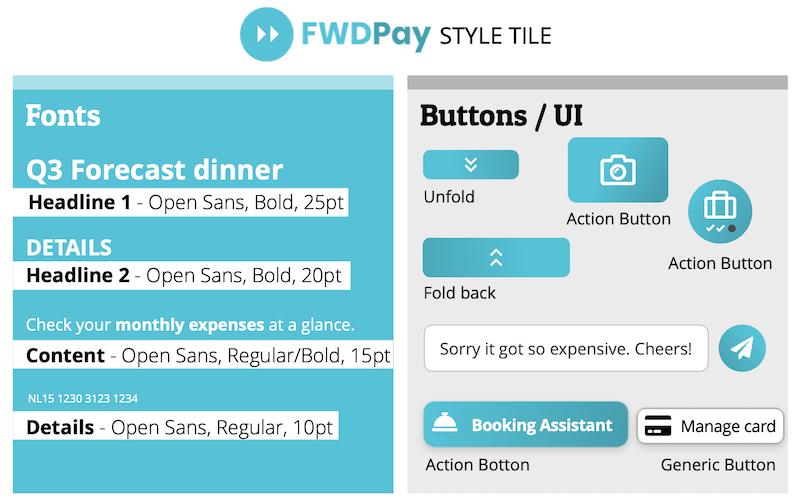 FWDPay STYLE TILE
Fonts
Q3 Forecast dinner
Headline 1 - Open Sans, Bold, 25pt
DETAILS
Headline 2 - Open Sans, Bold, 20pt
Check your monthly expenses at a glance.
Content - Open Sans, Regular/Bold, 15pt
NL15 1230 3123 1234
Details - Open Sans, Regular, 10pt
Buttons / UI
Unfold
Action Button
Action Button
Fold back
Sorry it got so expensive. Cheers!
Booking Assistant
Manage card
Action Botton
Generic Button